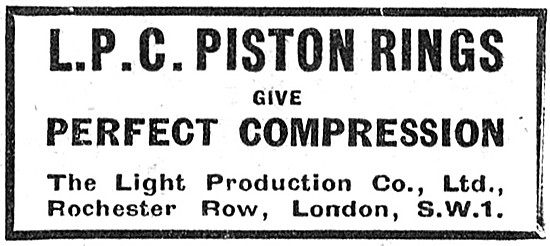 L.P.C. PISTON RINGS
GIVE
PERFECT COMPRESSION
The Light Production Co., Ltd.,
Rochester Row, London, S.W.1.